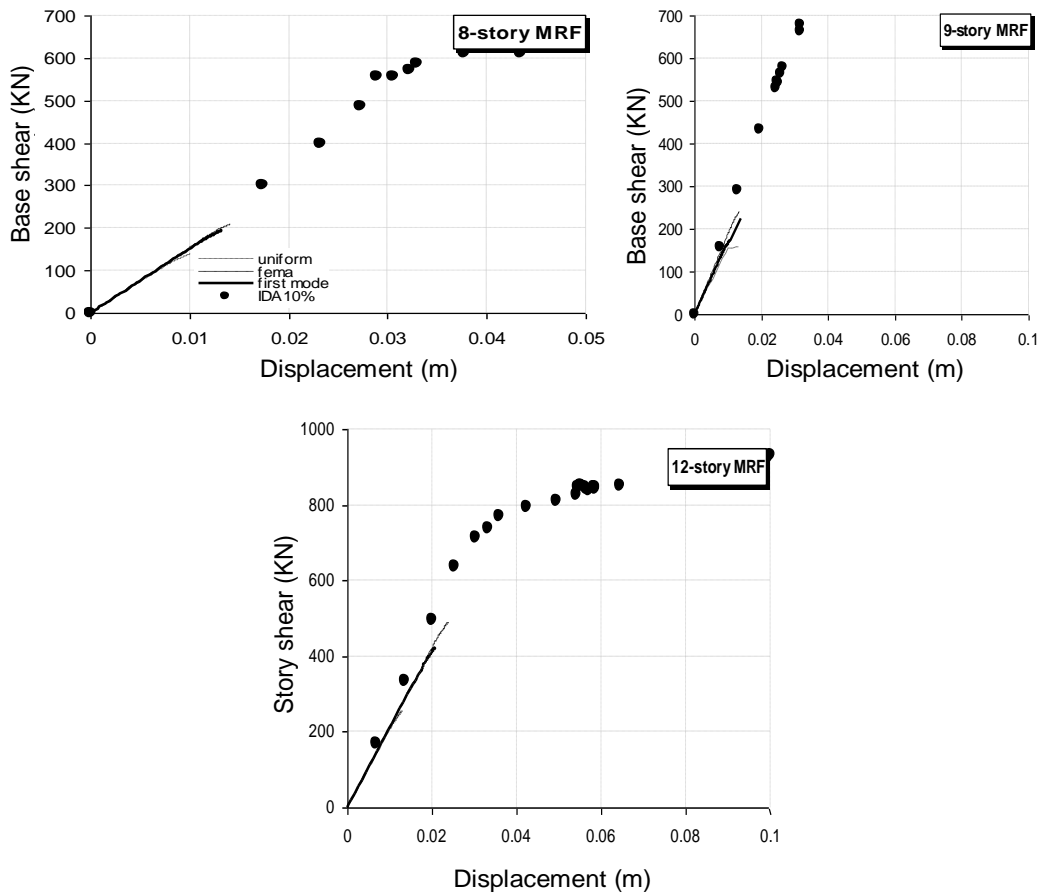 8-story MRF
700
600
500
400
300
200
100
0
Base shear (KN)
uniform
fema
first mode
IDA 10%
0 0.01 0.02 0.03 0.04 0.05
Displacement (m)
9-story MRF
700
600
500
400
300
200
100
0
Base shear (KN)
0 0.02 0.04 0.06 0.08 0.1
Displacement (m)
12-story MRF
1000
800
600
400
200
0
Story shear (KN)
0 0.02 0.04 0.06 0.08 0.1
Displacement (m)